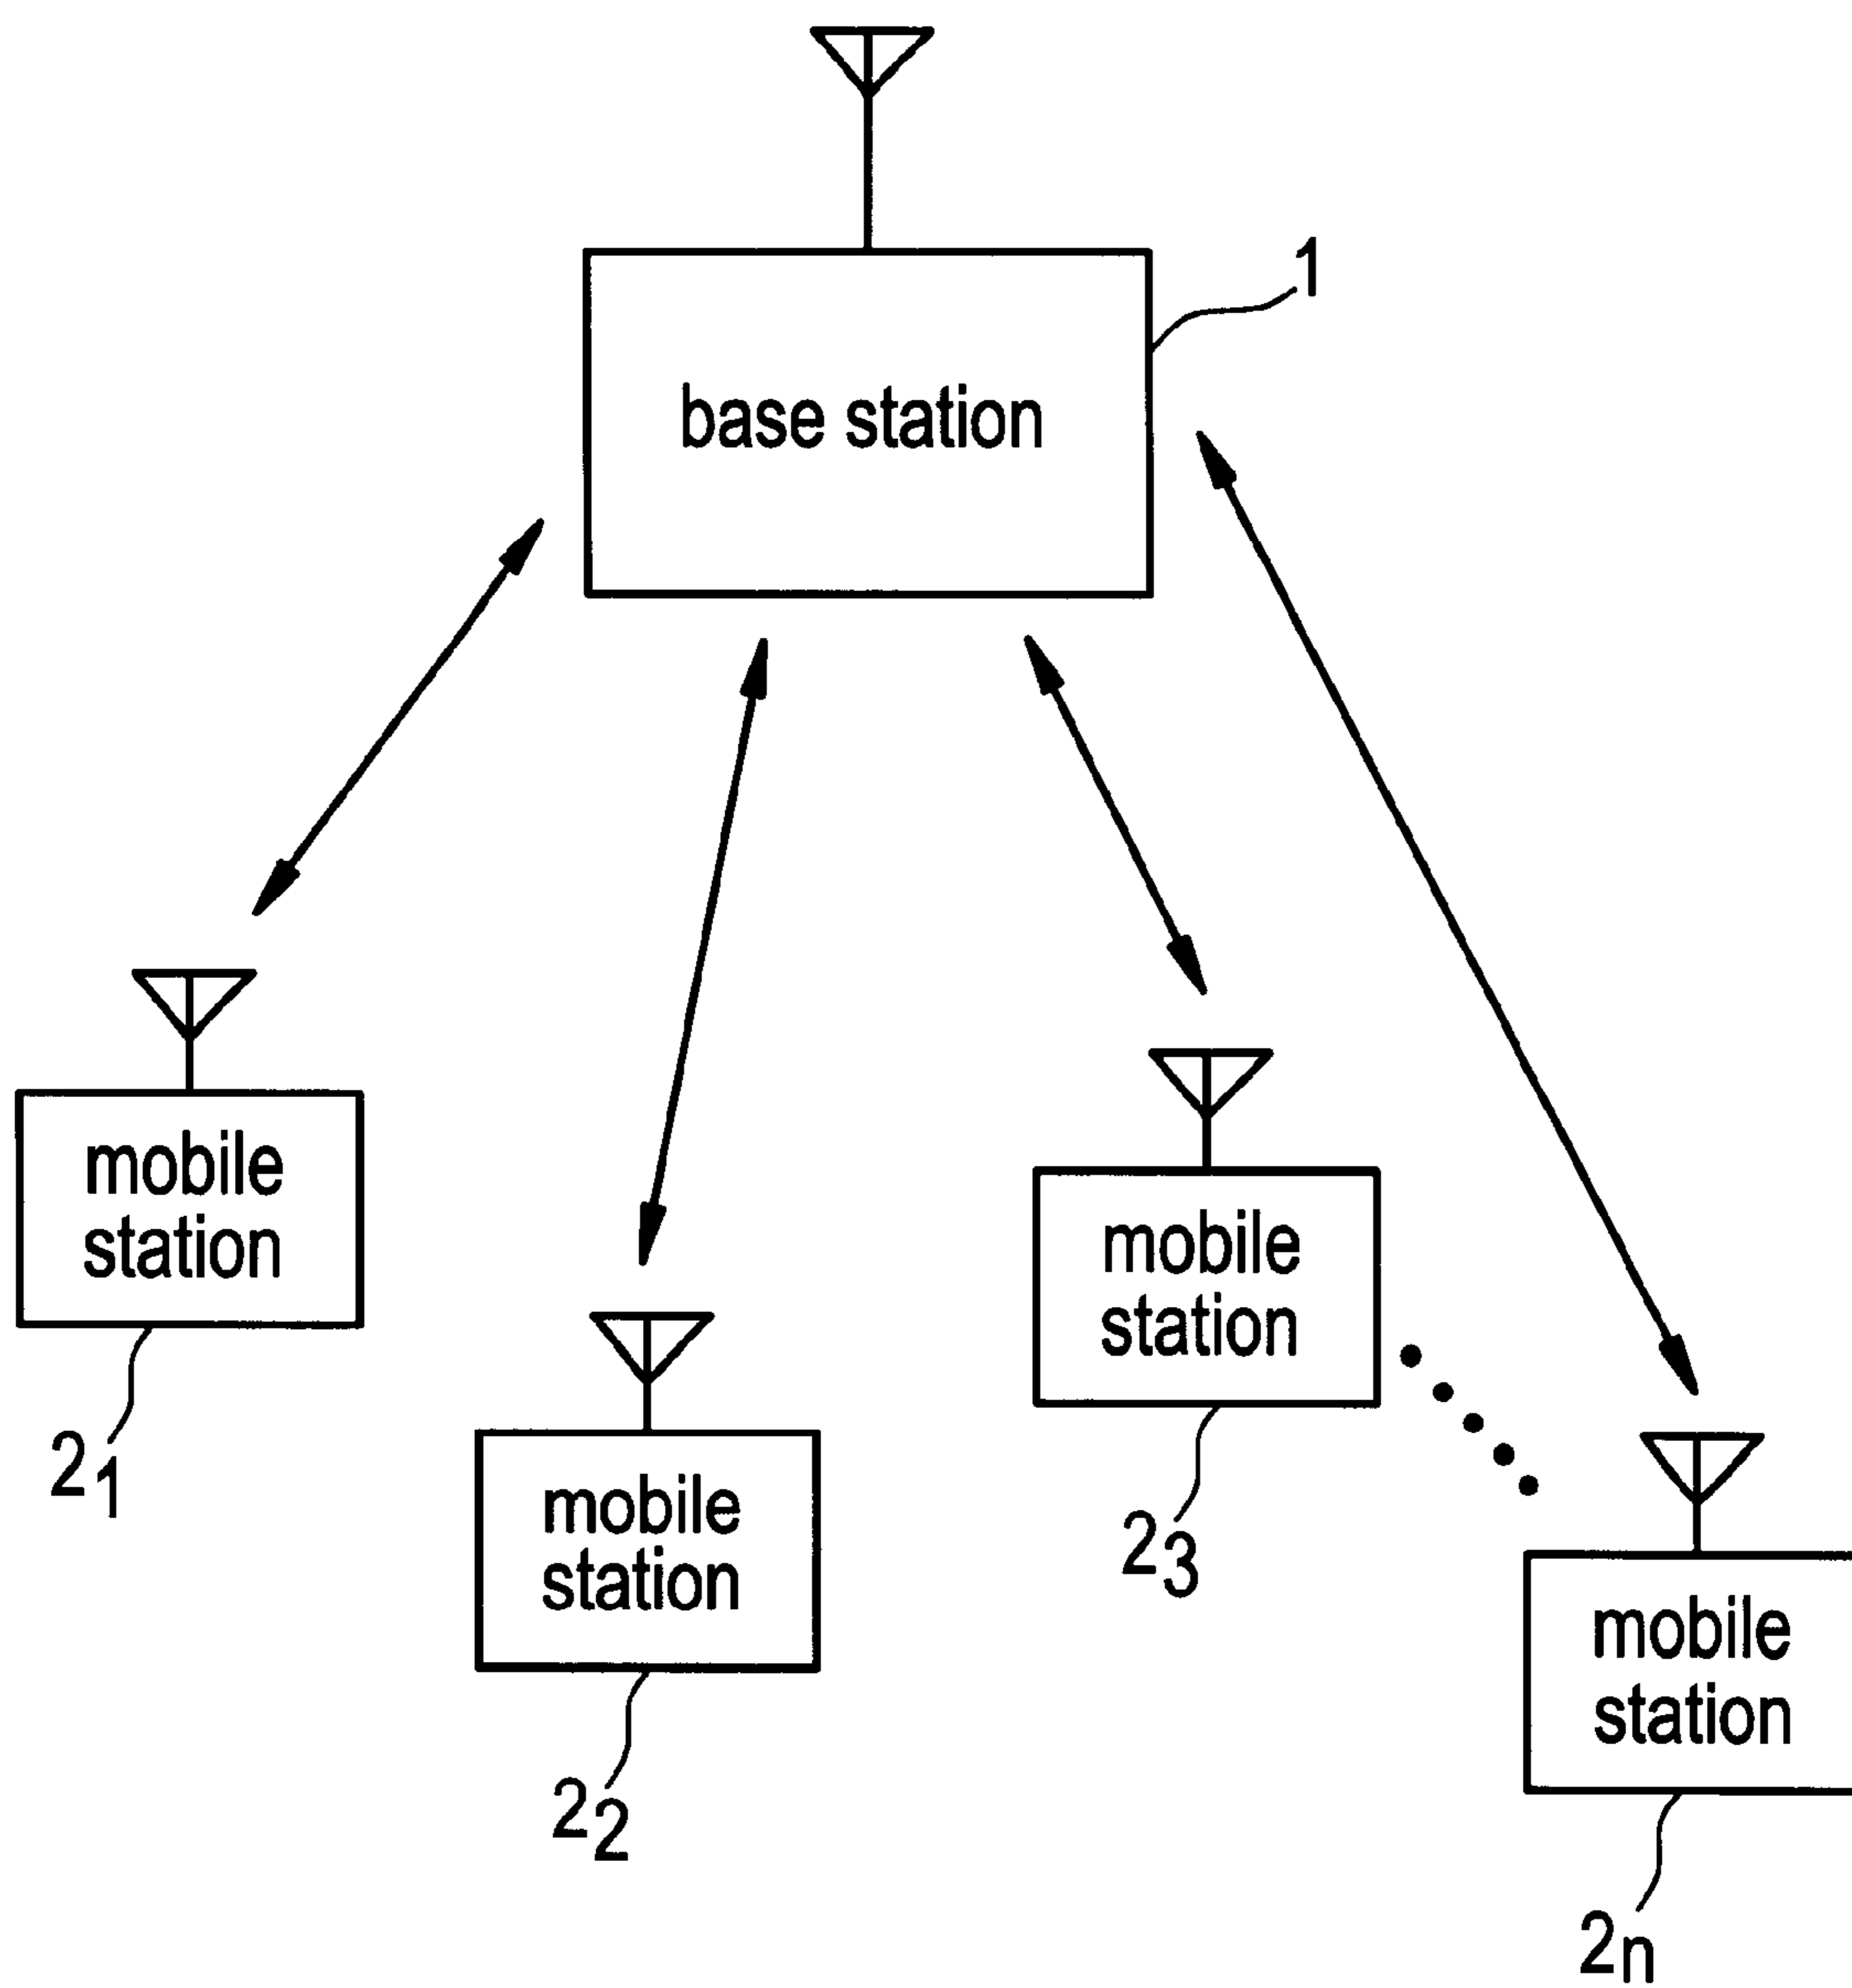 1
base station
mobile
station
2₁
mobile
station
2₂
mobile
station
2₃
mobile
station
2ₙ